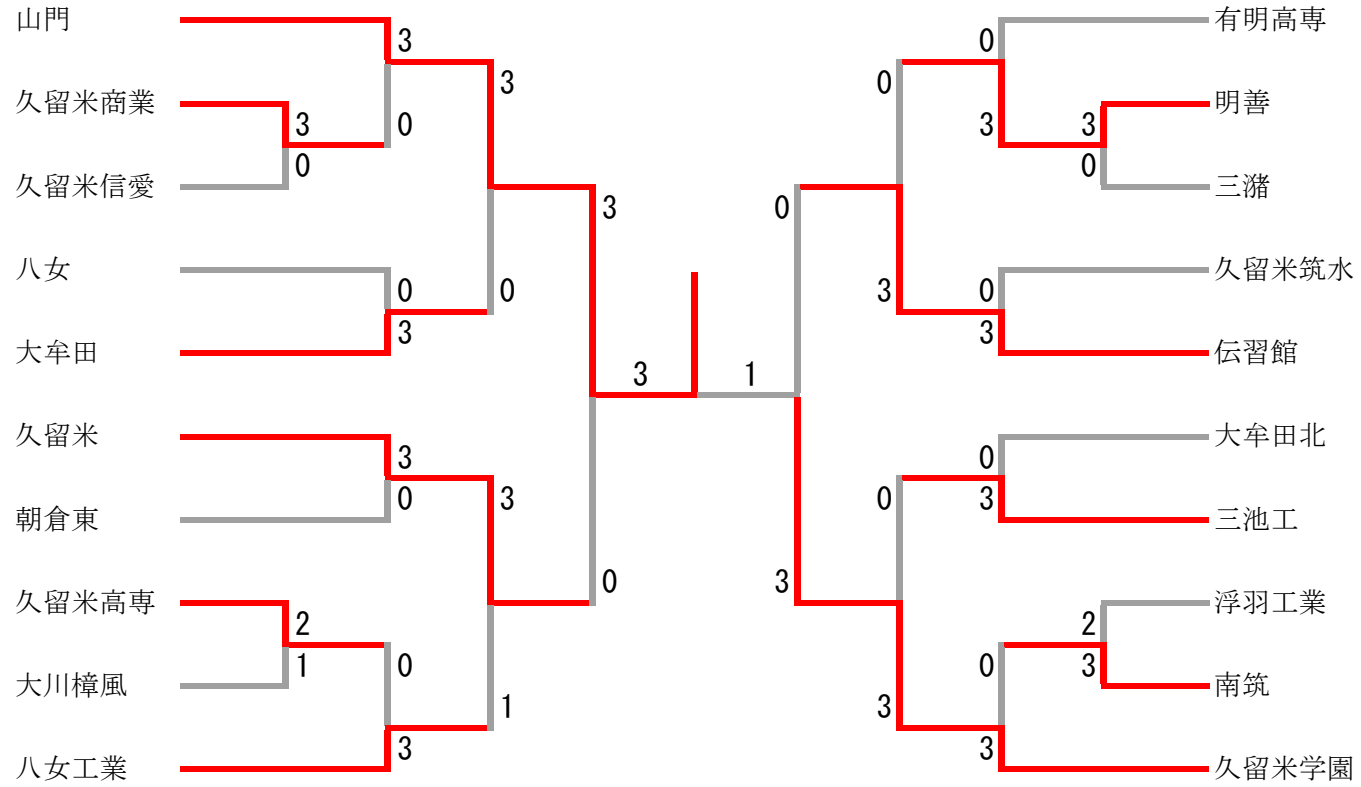 山門
久留米商業
久留米信愛
八女
大牟田
久留米
朝倉東
久留米高専
大川樟風
八女工業
3
0
3
0
0
3
3
0
2
1
0
3
3
0
3
1
3
0
3
1
0
3
0
3
0
3
0
3
3
0
0
3
0
3
2
3
0
3
有明高専
明善
三潴
久留米筑水
伝習館
大牟田北
三池工
浮羽工業
南筑
久留米学園